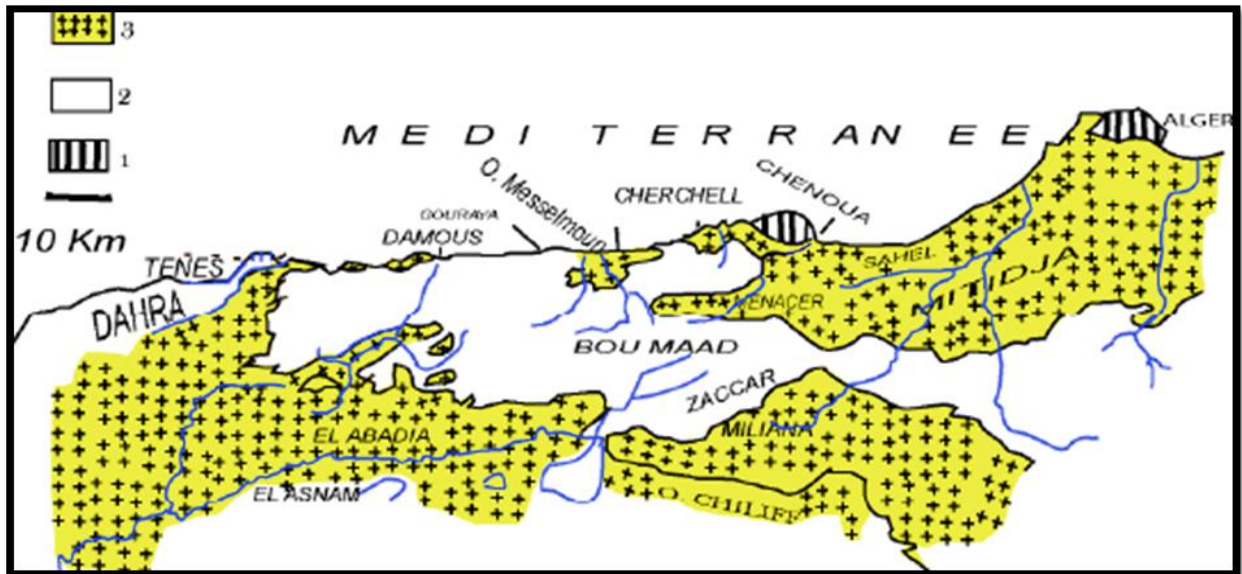 3
2
1
10 Km
MEDITERRANEE
ALGER
O. Messelmoun
CHERCHELL
CHENOUA
GOURAYA
DAMOUS
TENES
DAHRA
SAHEL
MITIDJA
MENACER
BOU MAAD
ZACCAR
MILIANA
EL ABADIA
EL ASNAM
O. CHILIFF